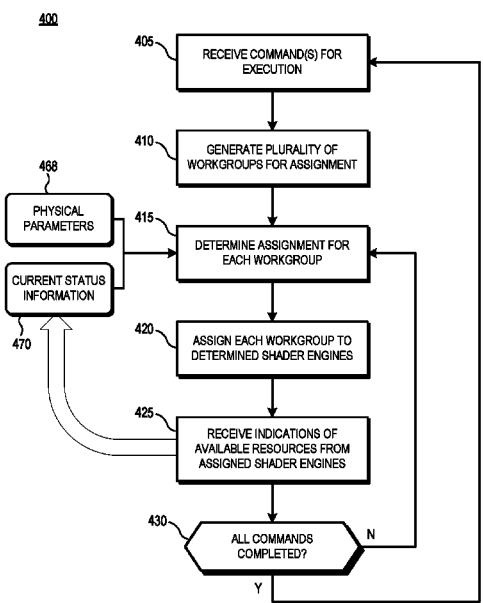 400
405
RECEIVE COMMAND(S) FOR
EXECUTION
410
GENERATE PLURALITY OF
WORKGROUPS FOR ASSIGNMENT
468
PHYSICAL
PARAMETERS
415
DETERMINE ASSIGNMENT FOR
EACH WORKGROUP
CURRENT STATUS
INFORMATION
470
420
ASSIGN EACH WORKGROUP TO
DETERMINED SHADER ENGINES
425
RECEIVE INDICATIONS OF
AVAILABLE RESOURCES FROM
ASSIGNED SHADER ENGINES
430
ALL COMMANDS
COMPLETED?
N
Y